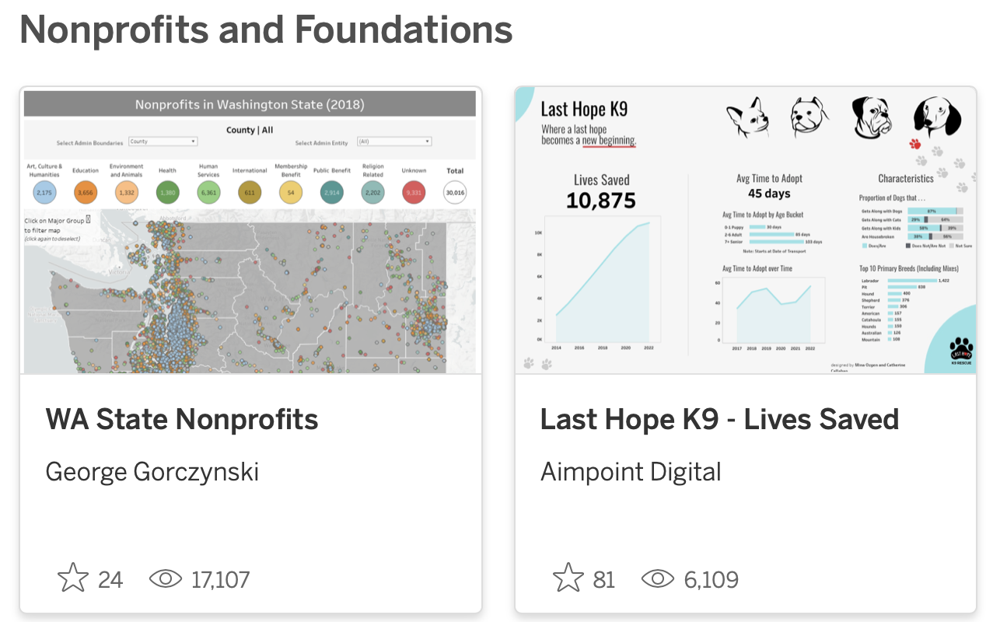 Nonprofits and Foundations
Nonprofits in Washington State (2018)
County | All
Select Admin Boundaries County
Select Admin Entity (All)
Art, Culture & Humanities
Education
Environment and Animals
Health
Human Services
International
Membership Benefit
Public Benefit
Religion Related
Unknown
Total
2,175 3,656 1,332 1,380 6,361 611 54 2,914 2,202 9,331 30,016
Click on Major Group
to filter map
(click again to deselect)
Abbotsford
Victoria
WA State Nonprofits
George Gorczynski
24 17,107
Last Hope K9
Where a last hope
becomes a new beginning.
Lives Saved
10,875
10K
8K
6K
4K
2K
0K
2014 2016 2018 2020 2022
Avg Time to Adopt
45 days
Avg Time to Adopt by Age Bucket
0-1 Puppy 30 days
2-6 Adult 85 days
7+ Senior 103 days
Note: Starts at Date of Transport
Avg Time to Adopt over Time
60
40
20
0
2017 2018 2019 2020 2021 2022
Characteristics
Proportion of Dogs that . . .
Gets Along with Dogs 87%
Gets Along with Cats 29% 64%
Gets Along with Kids 58% 39%
Are Housebroken 38% 56%
Does/Are Does Not/Are Not Not Sure
Top 10 Primary Breeds (Including Mixes)
Labrador 1,422
Pit 838
Hound 400
Shepherd 376
Terrier 306
American 157
Catahoula 155
Hounds 150
Australian 126
Mountain 108
LAST HOPE
K9 RESCUE
designed by Mina Ozgen and Catherine
Callahan
Last Hope K9 - Lives Saved
Aimpoint Digital
81 6,109